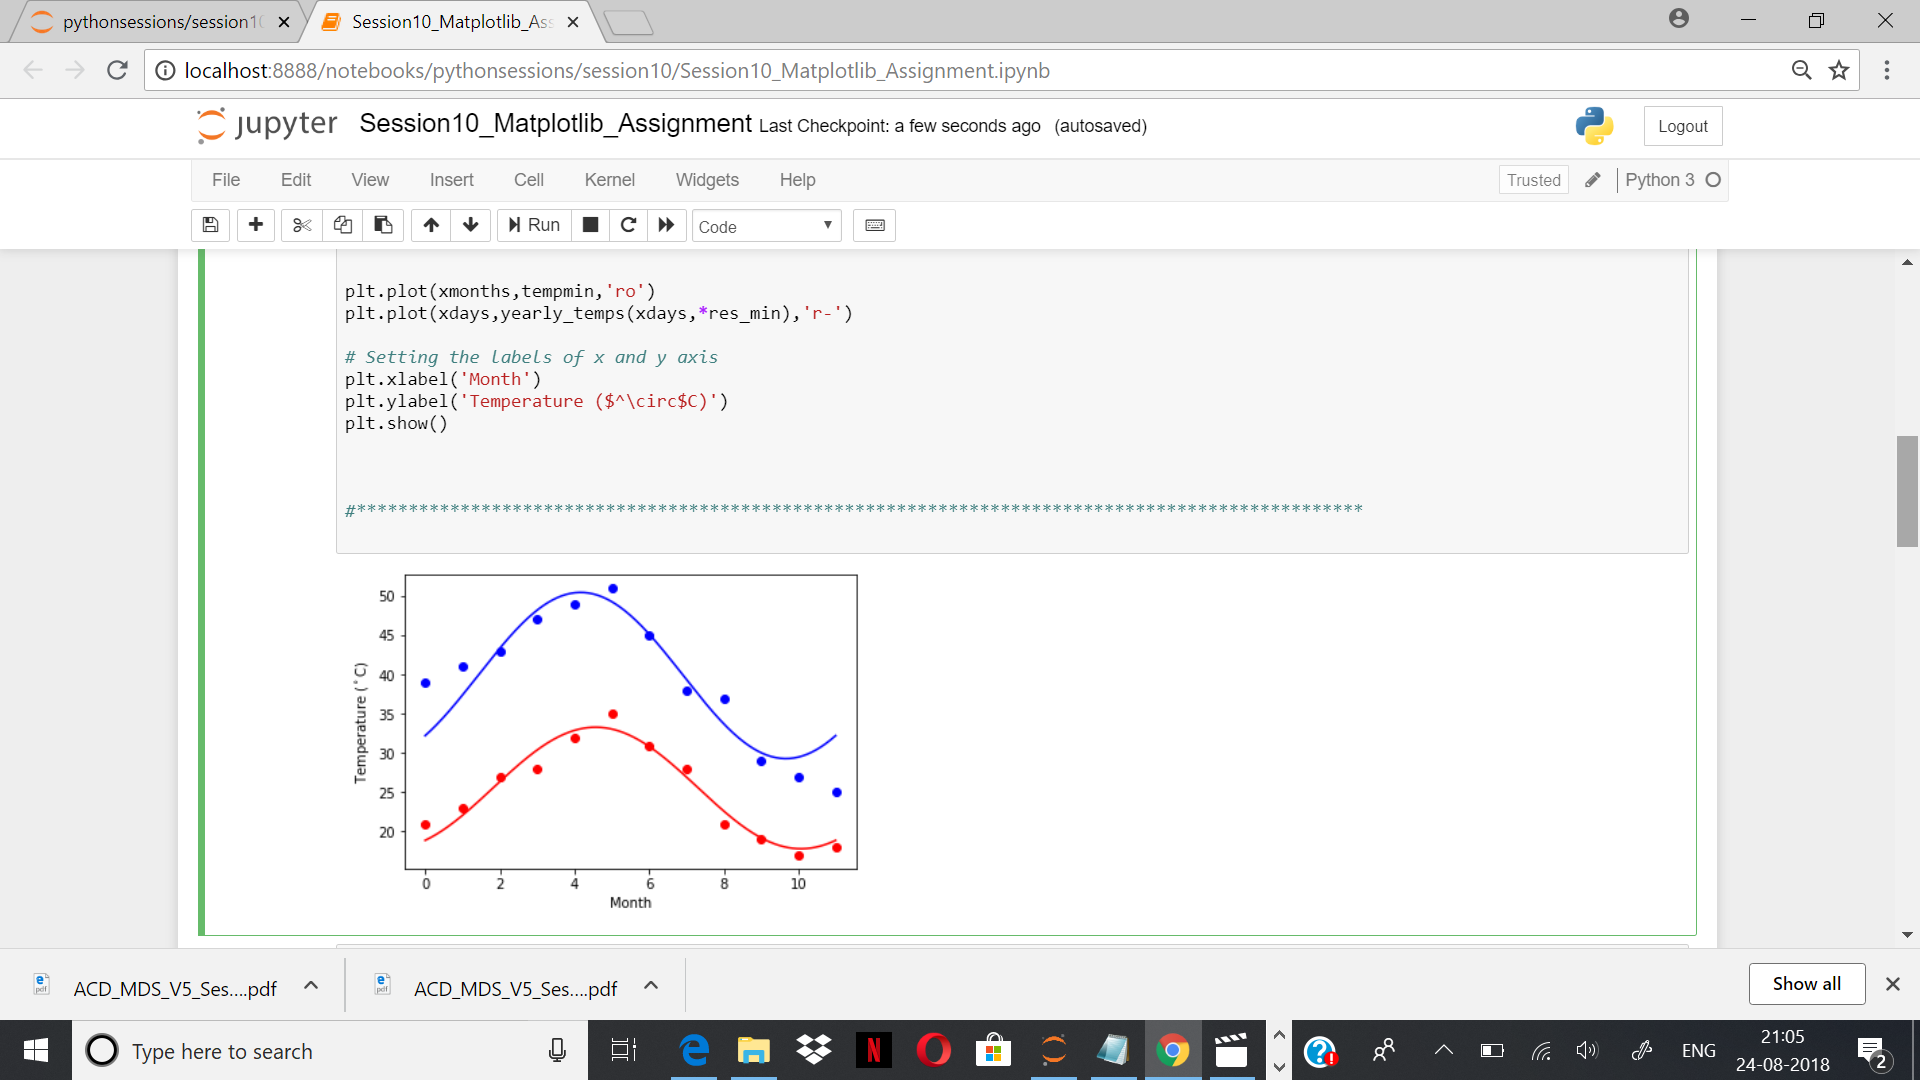 pythonsessions/session1
Session10_Matplotlib_Ass
localhost:8888/notebooks/pythonsessions/session10/Session10_Matplotlib_Assignment.ipynb
jupyter Session10_Matplotlib_Assignment Last Checkpoint: a few seconds ago (autosaved)
Logout
File Edit View Insert Cell Kernel Widgets Help
Trusted
Python 3
Run
Code
plt.plot(xmonths,tempmin,'ro')
plt.plot(xdays,yearly_temps(xdays,*res_min),'r-')
# Setting the labels of x and y axis
plt.xlabel('Month')
plt.ylabel('Temperature ($^\circ$C)')
plt.show()
#*************************************************************************************************
50
45
40
35
30
25
20
Temperature (°C)
0 2 4 6 8 10
Month
ACD_MDS_V5_Ses....pdf
ACD_MDS_V5_Ses....pdf
Show all
Type here to search
ENG
21:05
24-08-2018
2